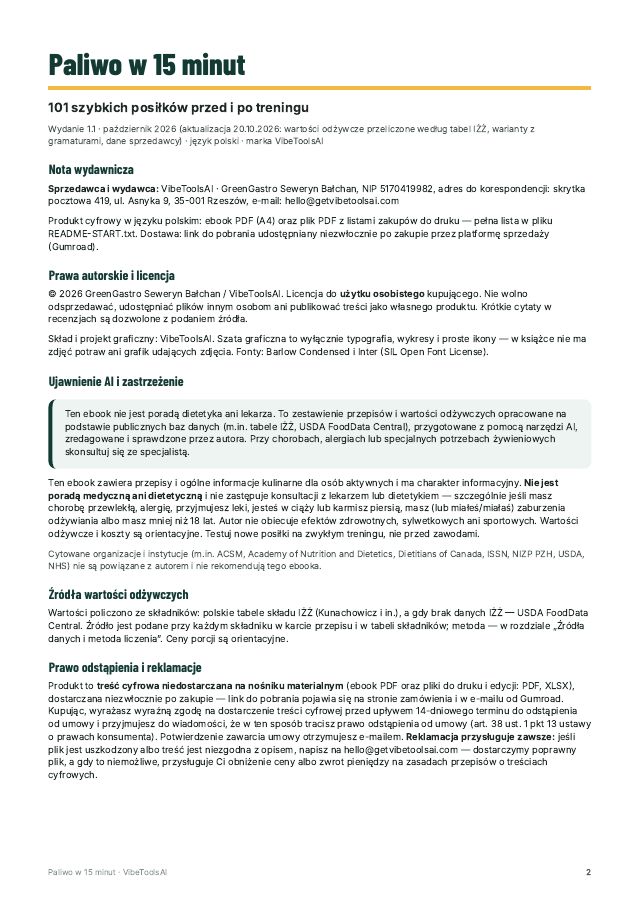 Paliwo w 15 minut
101 szybkich posiłków przed i po treningu
Wydanie 1.1 · październik 2026 (aktualizacja 20.10.2026: wartości odżywcze przeliczone według tabel IŻŻ, warianty z
gramaturami, dane sprzedawcy) · język polski · marka VibeToolsAI
Nota wydawnicza
Sprzedawca i wydawca: VibeToolsAI · GreenGastro Seweryn Bałchan, NIP 5170419982, adres do korespondencji: skrytka
pocztowa 419, ul. Asnyka 9, 35-001 Rzeszów, e-mail: hello@getvibetoolsai.com
Produkt cyfrowy w języku polskim: ebook PDF (A4) oraz plik PDF z listami zakupów do druku — pełna lista w pliku
README-START.txt. Dostawa: link do pobrania udostępniany niezwłocznie po zakupie przez platformę sprzedaży
(Gumroad).
Prawa autorskie i licencja
© 2026 GreenGastro Seweryn Bałchan / VibeToolsAI. Licencja do użytku osobistego kupującego. Nie wolno
odsprzedawać, udostępniać plików innym osobom ani publikować treści jako własnego produktu. Krótkie cytaty w
recenzjach są dozwolone z podaniem źródła.
Skład i projekt graficzny: VibeToolsAI. Szata graficzna to wyłącznie typografia, wykresy i proste ikony — w książce nie ma
zdjęć potraw ani grafik udających zdjęcia. Fonty: Barlow Condensed i Inter (SIL Open Font License).
Ujawnienie AI i zastrzeżenie
Ten ebook nie jest poradą dietetyka ani lekarza. To zestawienie przepisów i wartości odżywczych opracowane na
podstawie publicznych baz danych (m.in. tabele IŻŻ, USDA FoodData Central), przygotowane z pomocą narzędzi AI,
zredagowane i sprawdzone przez autora. Przy chorobach, alergiach lub specjalnych potrzebach żywieniowych
skonsultuj się ze specjalistą.
Ten ebook zawiera przepisy i ogólne informacje kulinarne dla osób aktywnych i ma charakter informacyjny. Nie jest
poradą medyczną ani dietetyczną i nie zastępuje konsultacji z lekarzem lub dietetykiem — szczególnie jeśli masz
chorobę przewlekłą, alergię, przyjmujesz leki, jesteś w ciąży lub karmisz piersią, masz (lub miałeś/miałaś) zaburzenia
odżywiania albo masz mniej niż 18 lat. Autor nie obiecuje efektów zdrowotnych, sylwetkowych ani sportowych. Wartości
odżywcze i koszty są orientacyjne. Testuj nowe posiłki na zwykłym treningu, nie przed zawodami.
Cytowane organizacje i instytucje (m.in. ACSM, Academy of Nutrition and Dietetics, Dietitians of Canada, ISSN, NIZP PZH, USDA,
NHS) nie są powiązane z autorem i nie rekomendują tego ebooka.
Źródła wartości odżywczych
Wartości policzono ze składników: polskie tabele składu IŻŻ (Kunachowicz i in.), a gdy brak danych IŻŻ — USDA FoodData
Central. Źródło jest podane przy każdym składniku w karcie przepisu i w tabeli składników; metoda — w rozdziale „Źródła
danych i metoda liczenia”. Ceny porcji są orientacyjne.
Prawo odstąpienia i reklamacje
Produkt to treść cyfrowa niedostarczana na nośniku materialnym (ebook PDF oraz pliki do druku i edycji: PDF, XLSX),
dostarczana niezwłocznie po zakupie — link do pobrania pojawia się na stronie zamówienia i w e-mailu od Gumroad.
Kupując, wyrażasz wyraźną zgodę na dostarczenie treści cyfrowej przed upływem 14-dniowego terminu do odstąpienia
od umowy i przyjmujesz do wiadomości, że w ten sposób tracisz prawo odstąpienia od umowy (art. 38 ust. 1 pkt 13 ustawy
o prawach konsumenta). Potwierdzenie zawarcia umowy otrzymujesz e-mailem. Reklamacja przysługuje zawsze: jeśli
plik jest uszkodzony albo treść jest niezgodna z opisem, napisz na hello@getvibetoolsai.com — dostarczymy poprawny
plik, a gdy to niemożliwe, przysługuje Ci obniżenie ceny albo zwrot pieniędzy na zasadach przepisów o treściach
cyfrowych.
Paliwo w 15 minut · VibeToolsAI
2